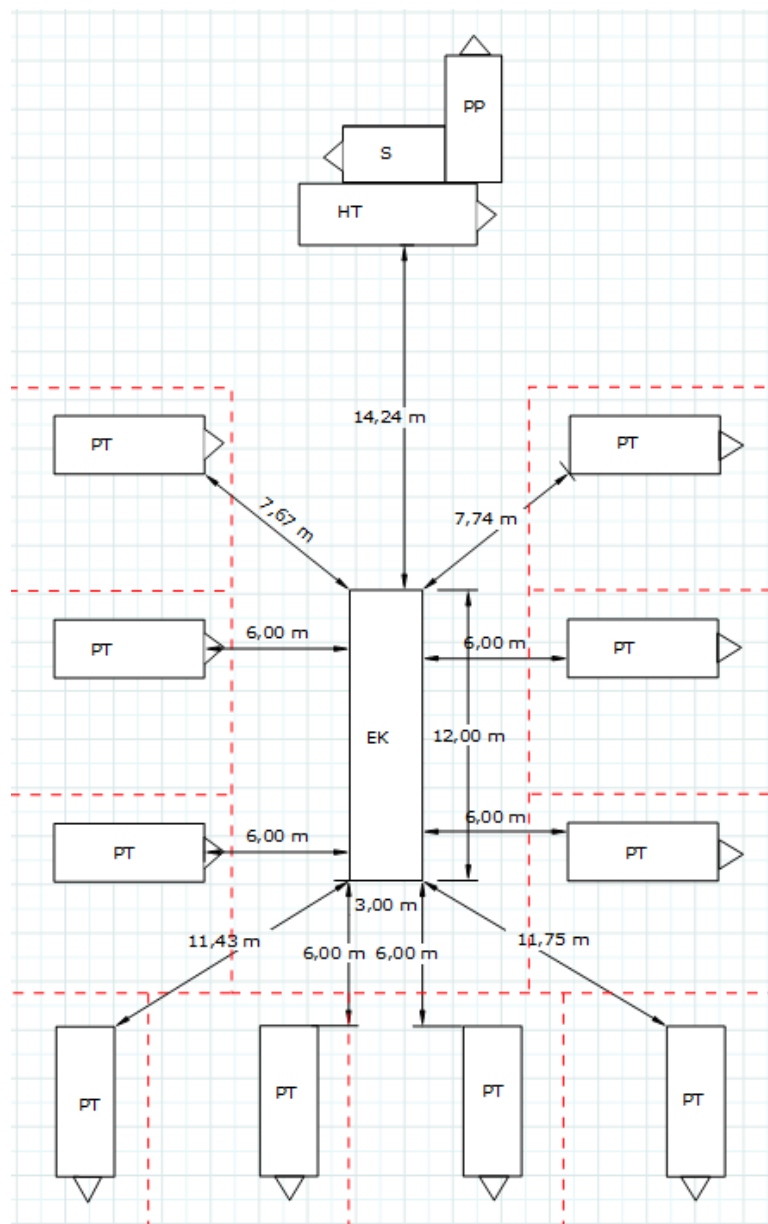 PP
S
HT
14,24 m
PT
PT
7,67 m
7,74 m
PT
6,00 m
6,00 m
PT
EK
12,00 m
PT
6,00 m
6,00 m
PT
3,00 m
11,43 m
6,00 m
6,00 m
11,75 m
PT
PT
PT
PT